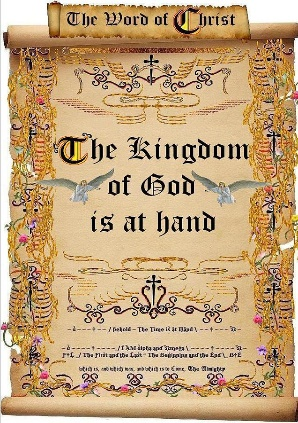 The Word of Christ
The Kingdom
of God
is at hand
Behold - The Time is at Hand
I AM Alpha and Omega
The First and the Last - The Beginning and the End
which is, and which was, and which is to Come, The Almighty